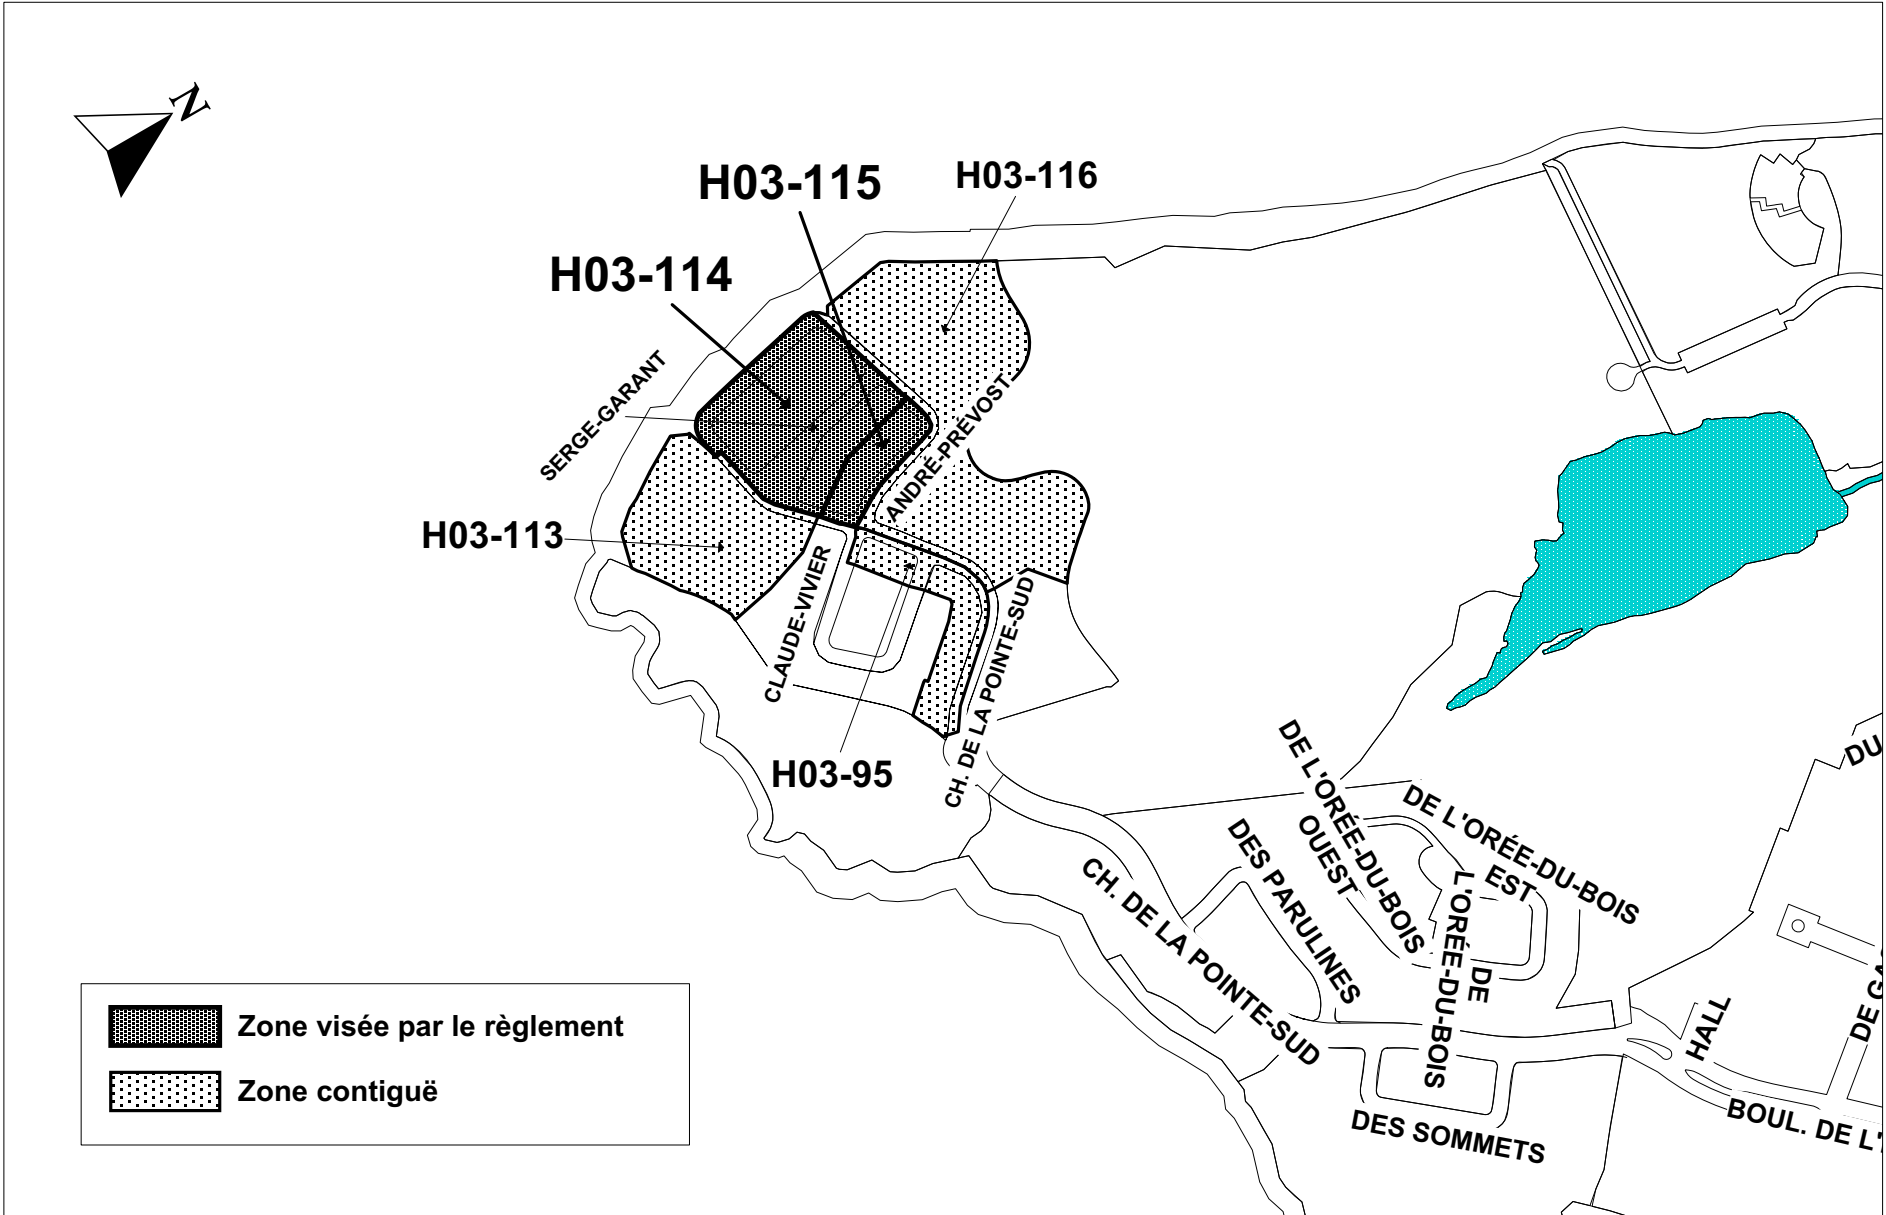 N
H03-115
H03-116
H03-114
SERGE-GARANT
ANDRÉ-PRÉVOST
H03-113
CLAUDE-VIVIER
CH. DE LA POINTE-SUD
H03-95
DE L'ORÉE-DU-BOIS
OUEST
DE L'ORÉE-DU-BOIS
EST
DES PARULINES
CH. DE LA POINTE-SUD
DE
L'ORÉE-DU-BOIS
DU
HALL
DE GA
BOUL. DE L'
DES SOMMETS
Zone visée par le règlement
Zone contiguë